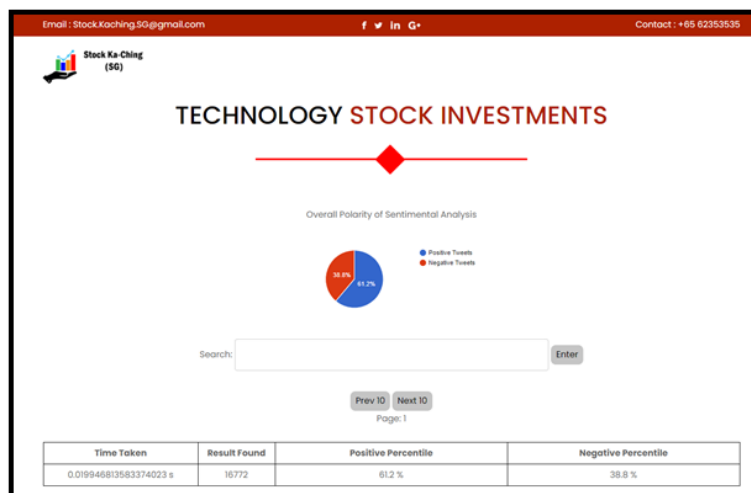 Email : Stock.Kaching.SG@gmail.com
Contact : +65 62353535
Stock Ka-Ching
(SG)
TECHNOLOGY STOCK INVESTMENTS
Overall Polarity of Sentimental Analysis
Positive Tweets
Negative Tweets
38.8%
61.2%
Search:
Enter
Prev 10 Next 10
Page: 1
Time Taken Result Found Positive Percentile Negative Percentile
0.019946813583374023 s 16772 61.2 % 38.8 %